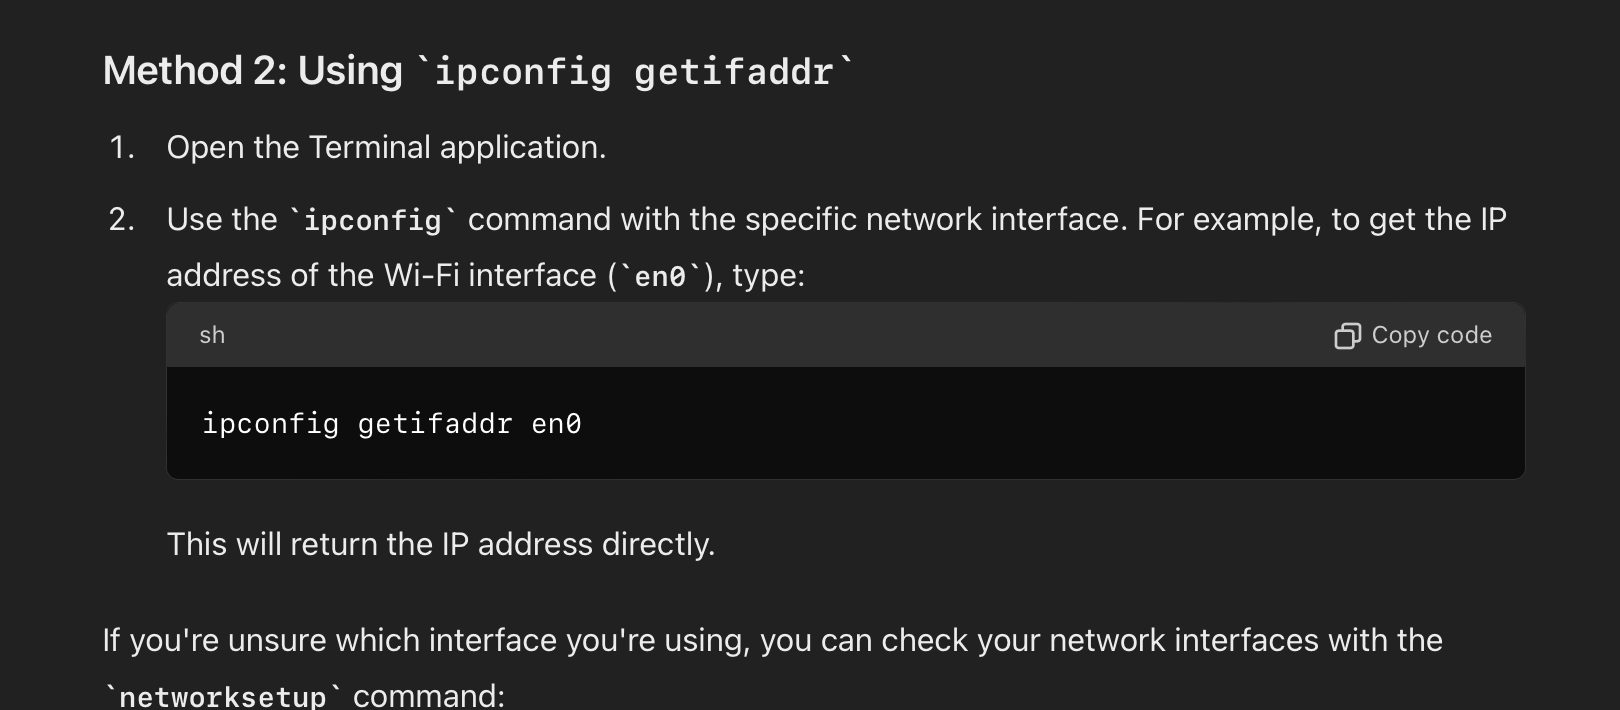 Method 2: Using `ipconfig getifaddr`
1. Open the Terminal application.
2. Use the `ipconfig` command with the specific network interface. For example, to get the IP
address of the Wi-Fi interface (`en0`), type:
sh Copy code
ipconfig getifaddr en0
This will return the IP address directly.
If you're unsure which interface you're using, you can check your network interfaces with the
`networksetup` command: